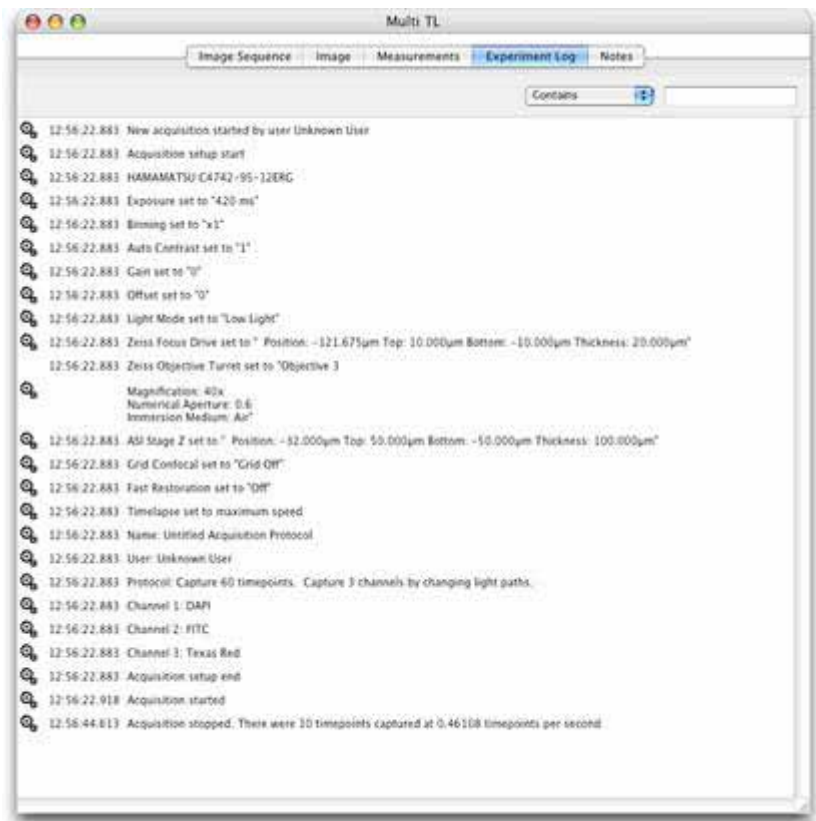 Multi TL
Image Sequence Image Measurements Experiment Log Notes
Contains
12:56:22.883 New acquisition started by user Unknown User
12:56:22.883 Acquisition setup start
12:56:22.883 HAMAMATSU:C4742-95-12ERG
12:56:22.883 Exposure set to "420 ms"
12:56:22.883 Binning set to "x1"
12:56:22.883 Auto Contrast set to "1"
12:56:22.883 Gain set to "0"
12:56:22.883 Offset set to "0"
12:56:22.883 Light Mode set to "Low Light"
12:56:22.883 Zeiss Focus Drive set to " Position: -121.675μm Top: 10.000μm Bottom: -10.000μm Thickness: 20.000μm"
12:56:22.883 Zeiss Objective Turret set to "Objective 3
Magnification: 40x
Numerical Aperture: 0.6
Immersion Medium: Air"
12:56:22.883 ASI Stage Z set to " Position: -32.000μm Top: 50.000μm Bottom: -50.000μm Thickness: 100.000μm"
12:56:22.883 Grid Confocal set to "Grid Off"
12:56:22.883 Fast Restoration set to "Off"
12:56:22.883 Timelapse set to maximum speed
12:56:22.883 Name: Untitled Acquisition Protocol
12:56:22.883 User: Unknown User
12:56:22.883 Protocol: Capture 60 timepoints. Capture 3 channels by changing light paths.
12:56:22.883 Channel 1: DAPI
12:56:22.883 Channel 2: FITC
12:56:22.883 Channel 3: Texas Red
12:56:22.883 Acquisition setup end
12:56:22.918 Acquisition started
12:56:44.613 Acquisition stopped. There were 10 timepoints captured at 0.46108 timepoints per second